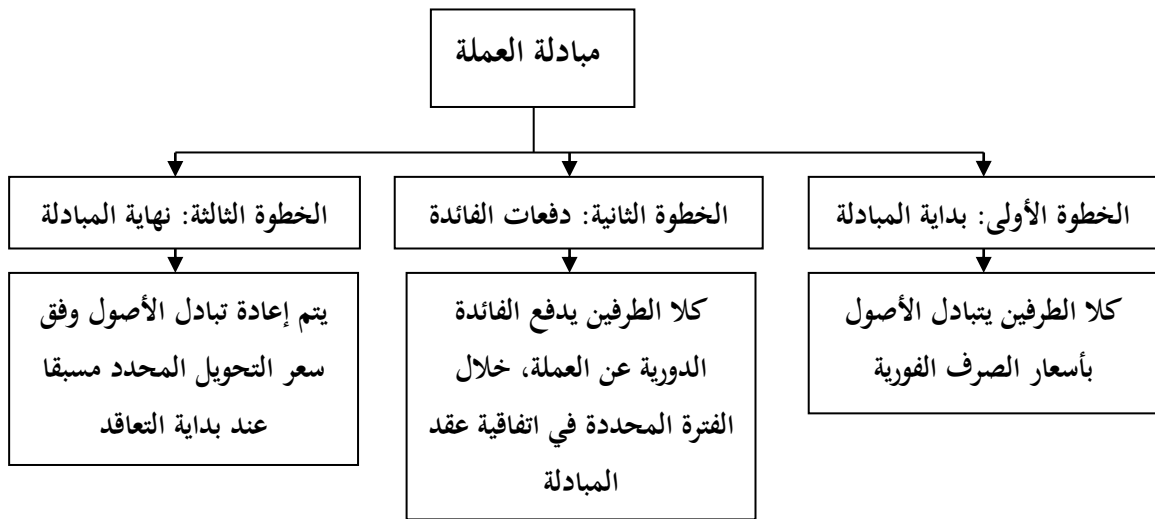 مبادلة العملة
الخطوة الأولى: بداية المبادلة
كلا الطرفين يتبادل الأصول
بأسعار الصرف الفورية
الخطوة الثانية: دفعات الفائدة
كلا الطرفين يدفع الفائدة
الدورية عن العملة، خلال
الفترة المحددة في اتفاقية عقد
المبادلة
الخطوة الثالثة: نهاية المبادلة
يتم إعادة تبادل الأصول وفق
سعر التحويل المحدد مسبقا
عند بداية التعاقد